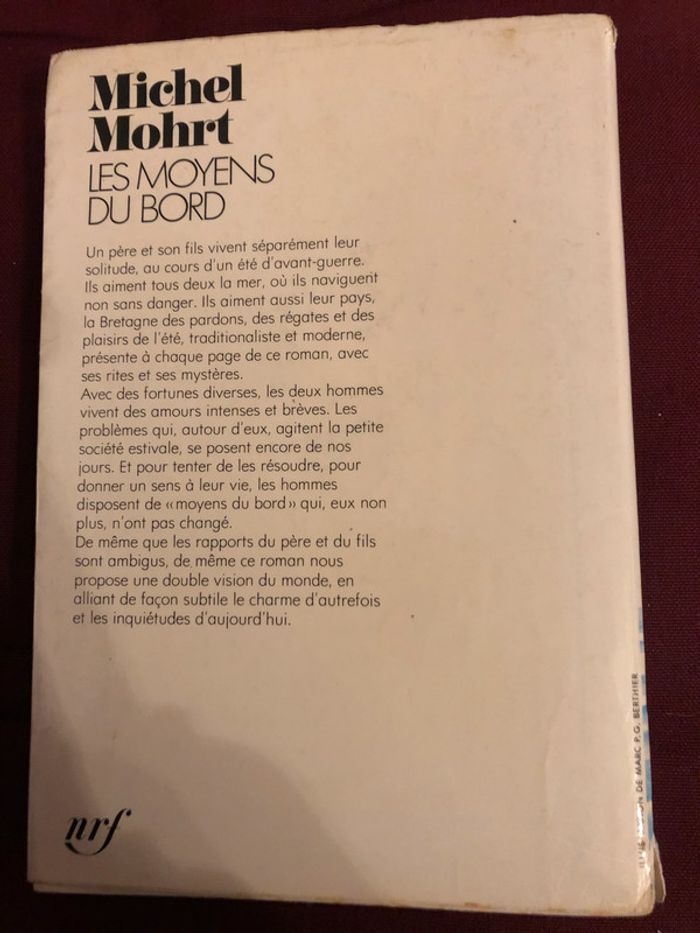 Michel
Mohrt
LES MOYENS
DU BORD
Un père et son fils vivent séparément leur
solitude, au cours d'un été d'avant-guerre.
Ils aiment tous deux la mer, où ils naviguent
non sans danger. Ils aiment aussi leur pays,
la Bretagne des pardons, des régates et des
plaisirs de l'été, traditionaliste et moderne,
présente à chaque page de ce roman, avec
ses rites et ses mystères.
Avec des fortunes diverses, les deux hommes
vivent des amours intenses et brèves. Les
problèmes qui, autour d'eux, agitent la petite
société estivale, se posent encore de nos
jours. Et pour tenter de les résoudre, pour
donner un sens à leur vie, les hommes
disposent de «moyens du bord» qui, eux non
plus, n'ont pas changé.
De même que les rapports du père et du fils
sont ambigus, de même ce roman nous
propose une double vision du monde, en
alliant de façon subtile le charme d'autrefois
et les inquiétudes d'aujourd'hui.
nrf
DE MARC P.G. BERTHIER